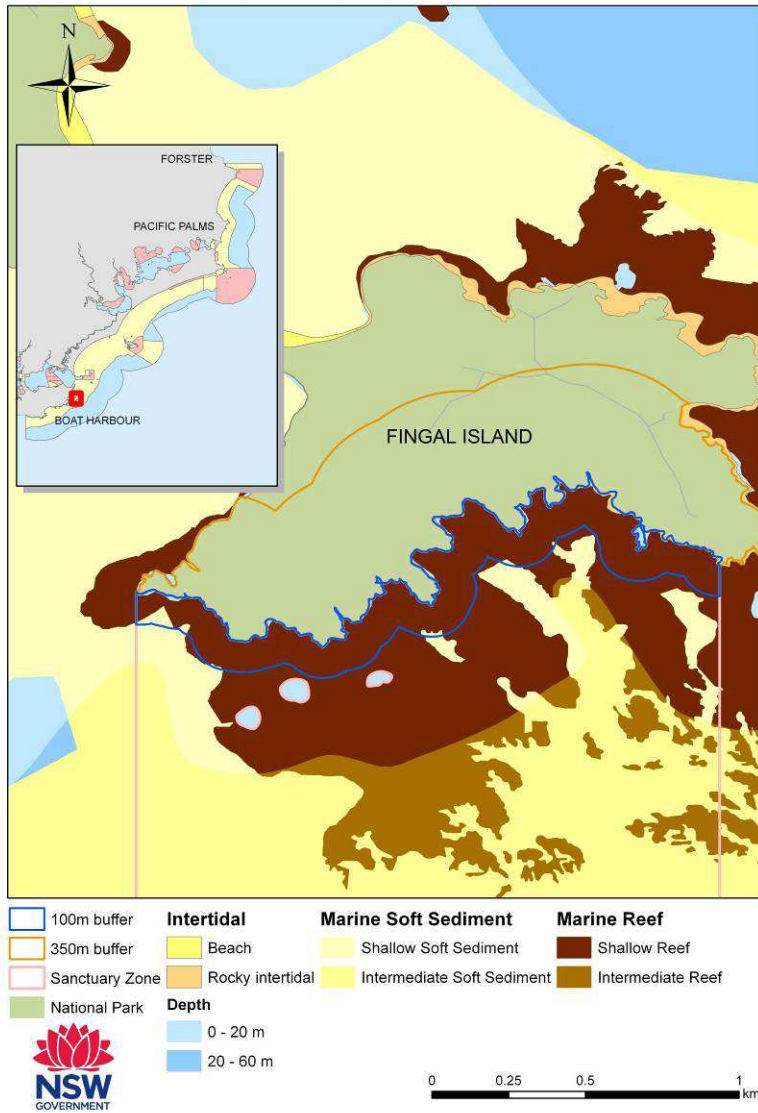 N
FORSTER
PACIFIC PALMS
BOAT HARBOUR
FINGAL ISLAND
100m buffer
350m buffer
Sanctuary Zone
National Park
Intertidal
Beach
Rocky intertidal
Depth
0 - 20 m
20 - 60 m
Marine Soft Sediment
Shallow Soft Sediment
Intermediate Soft Sediment
Marine Reef
Shallow Reef
Intermediate Reef
NSW
GOVERNMENT
0 0.25 0.5 1
km